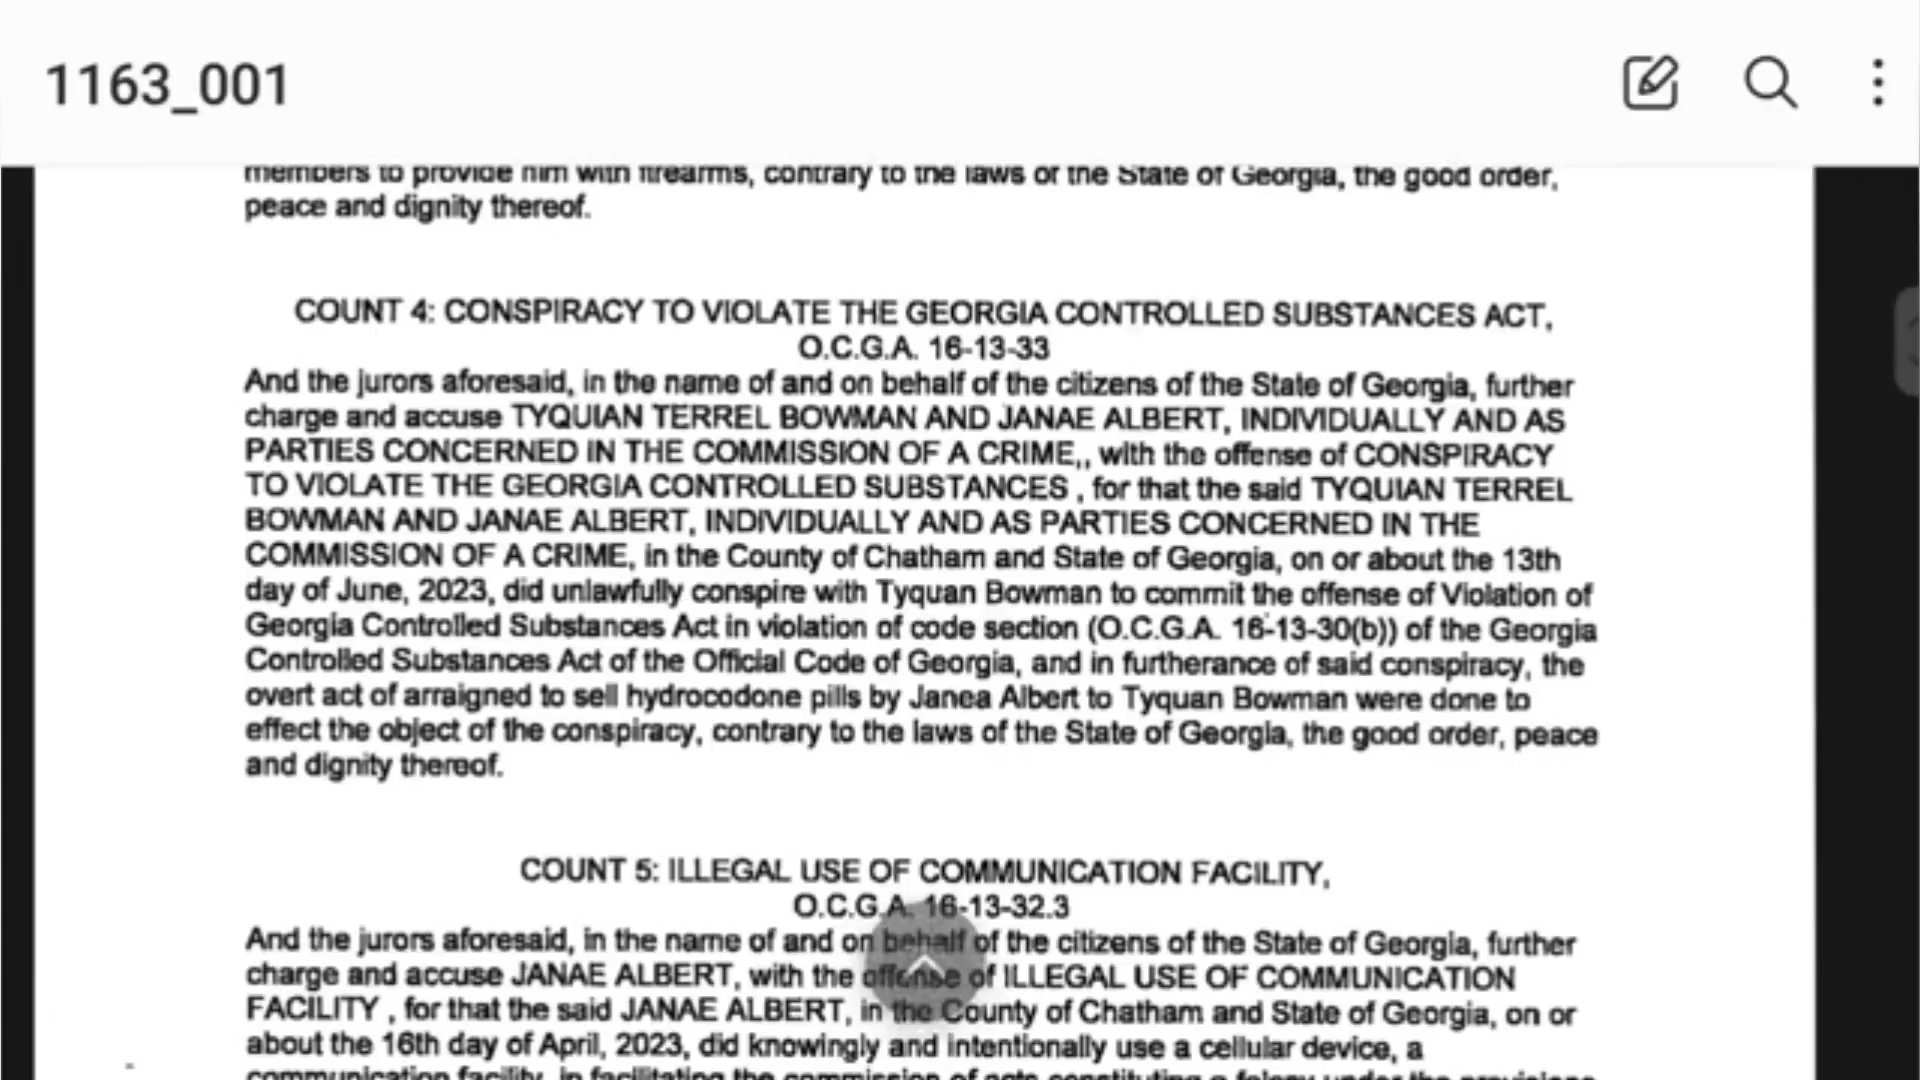 1163_001
members to provide him with firearms, contrary to the laws of the State of Georgia, the good order,
peace and dignity thereof.
COUNT 4: CONSPIRACY TO VIOLATE THE GEORGIA CONTROLLED SUBSTANCES ACT,
O.C.G.A. 16-13-33
And the jurors aforesaid, in the name of and on behalf of the citizens of the State of Georgia, further
charge and accuse TYQUIAN TERREL BOWMAN AND JANAE ALBERT, INDIVIDUALLY AND AS
PARTIES CONCERNED IN THE COMMISSION OF A CRIME,, with the offense of CONSPIRACY
TO VIOLATE THE GEORGIA CONTROLLED SUBSTANCES , for that the said TYQUIAN TERREL
BOWMAN AND JANAE ALBERT, INDIVIDUALLY AND AS PARTIES CONCERNED IN THE
COMMISSION OF A CRIME, in the County of Chatham and State of Georgia, on or about the 13th
day of June, 2023, did unlawfully conspire with Tyquan Bowman to commit the offense of Violation of
Georgia Controlled Substances Act in violation of code section (O.C.G.A. 16-13-30(b)) of the Georgia
Controlled Substances Act of the Official Code of Georgia, and in furtherance of said conspiracy, the
overt act of arraigned to sell hydrocodone pills by Janea Albert to Tyquan Bowman were done to
effect the object of the conspiracy, contrary to the laws of the State of Georgia, the good order, peace
and dignity thereof.
COUNT 5: ILLEGAL USE OF COMMUNICATION FACILITY,
O.C.G.A. 16-13-32.3
And the jurors aforesaid, in the name of and on behalf of the citizens of the State of Georgia, further
charge and accuse JANAE ALBERT, with the offense of ILLEGAL USE OF COMMUNICATION
FACILITY , for that the said JANAE ALBERT, in the County of Chatham and State of Georgia, on or
about the 16th day of April, 2023, did knowingly and intentionally use a cellular device, a
communication facility, in facilitating the commission of acts constituting a felony under the provisions